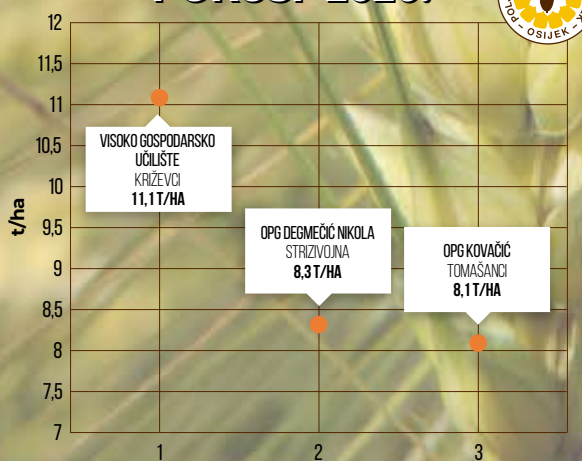 12
11,5
11
10,5
10
9,5
9
8,5
8
7,5
7
t/ha
VISOKO GOSPODARSKO
UČILIŠTE
KRIŽEVCI
11,1 T/HA
OPG DEGMEČIĆ NIKOLA
STRIZIVOJNA
8,3 T/HA
OPG KOVAČIĆ
TOMAŠANCI
8,1 T/HA
1
2
3
OSIJEK